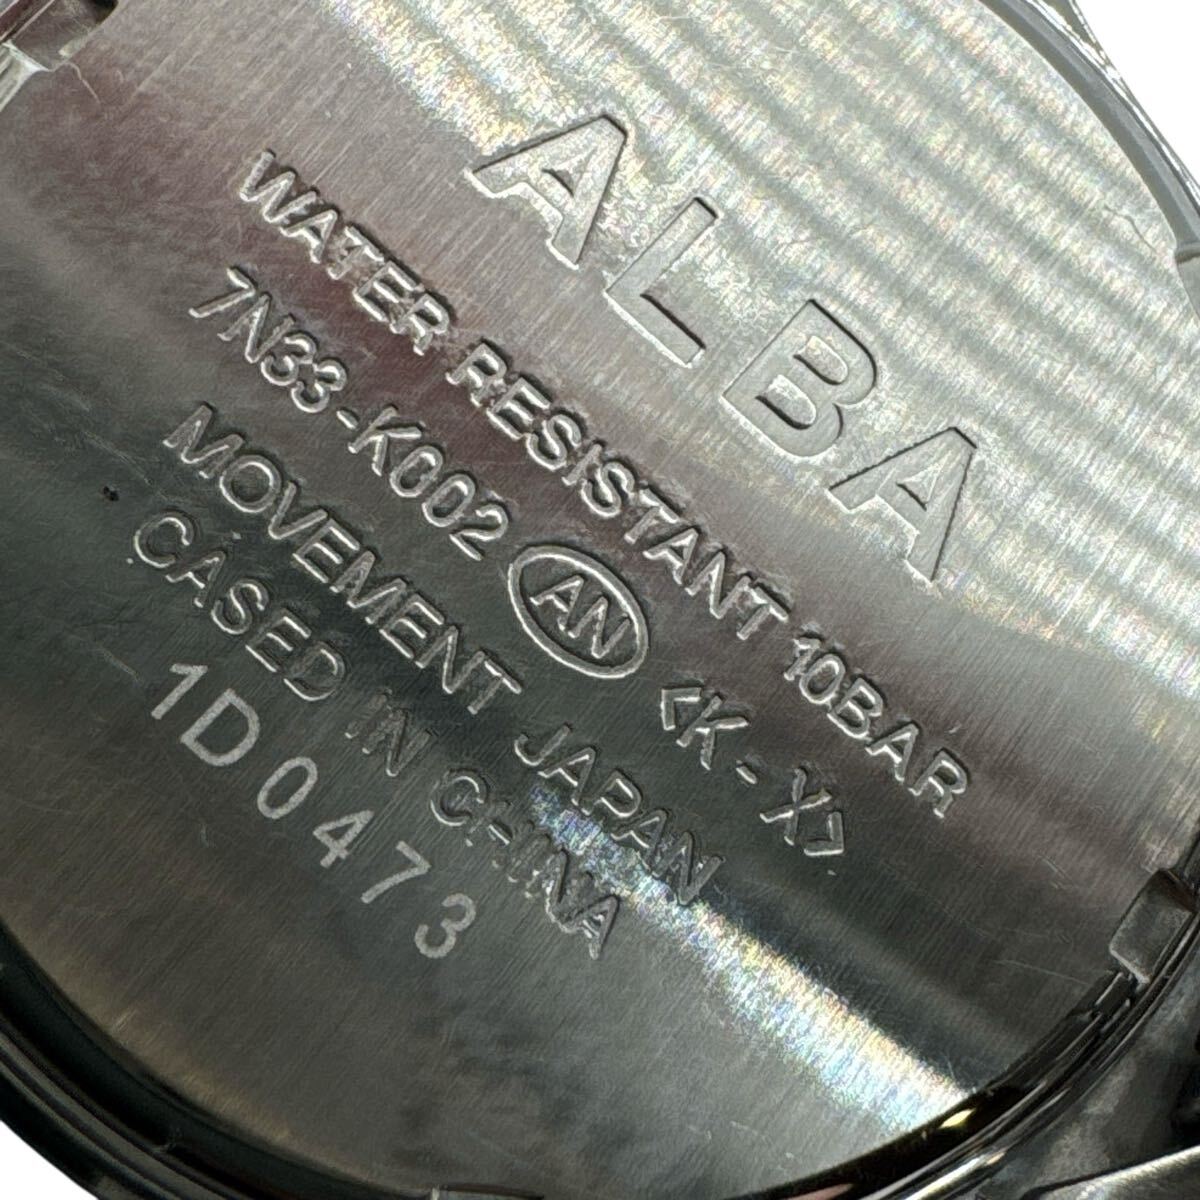 ALBA
WATER RESISTANT 10BAR
7N33-K002 AN <K-X>
MOVEMENT JAPAN
CASED IN CHINA
1D0473